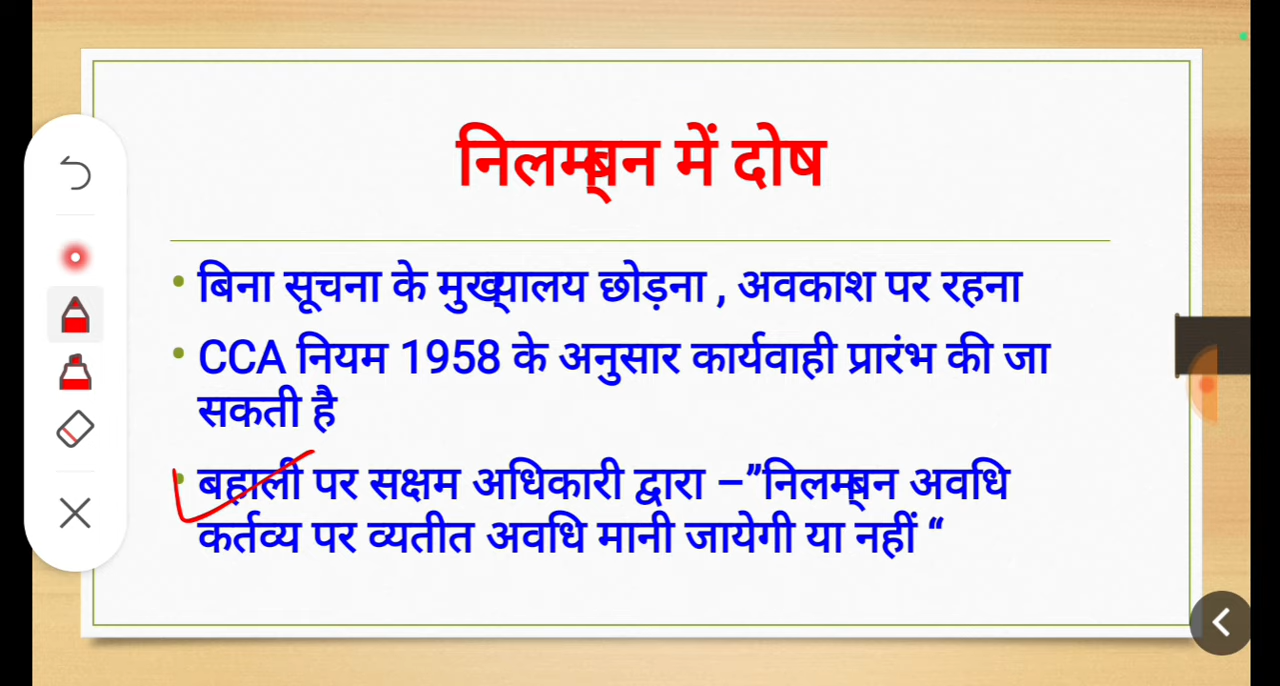 निलम्बन में दोष
• बिना सूचना के मुख्यालय छोड़ना , अवकाश पर रहना
• CCA नियम 1958 के अनुसार कार्यवाही प्रारंभ की जा
सकती है
• बहाली पर सक्षम अधिकारी द्वारा –”निलम्बन अवधि
कर्तव्य पर व्यतीत अवधि मानी जायेगी या नहीं “